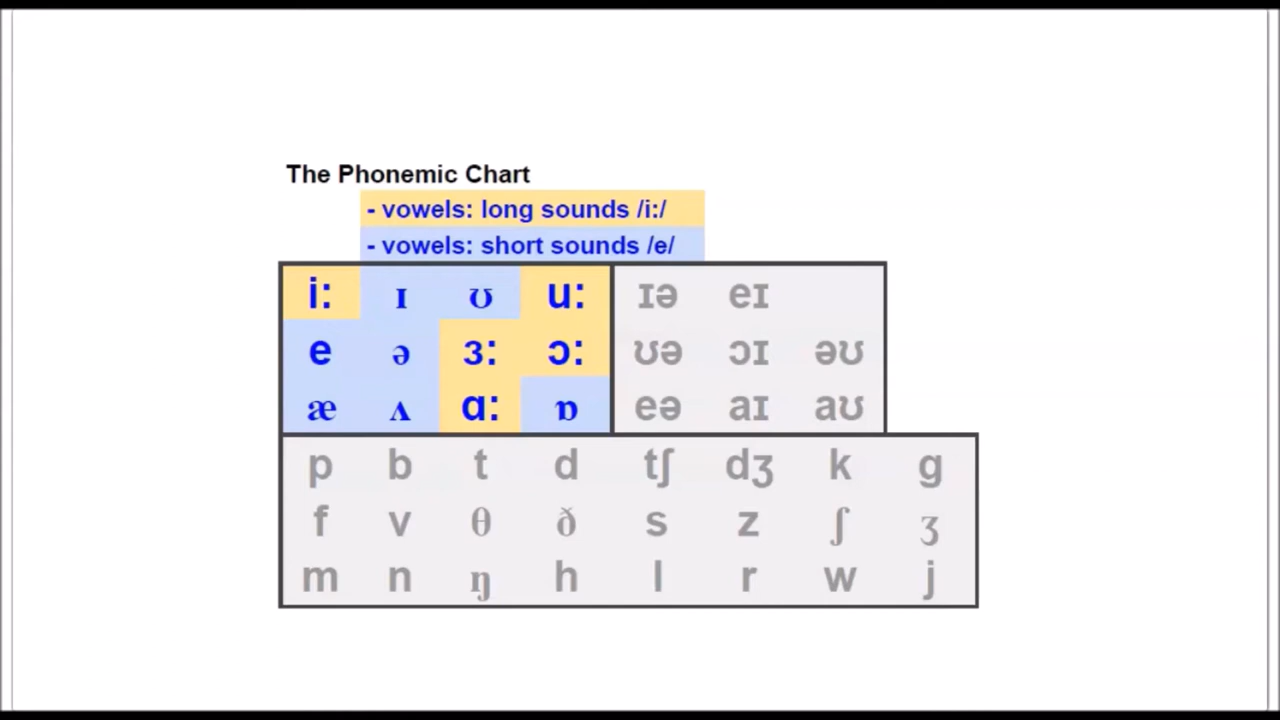 The Phonemic Chart
- vowels: long sounds /i:/
- vowels: short sounds /e/
i: ɪ ʊ u: ɪə eɪ
e ə ɜ: ɔ: ʊə ɔɪ əʊ
æ ʌ ɑ: ɒ eə aɪ aʊ
p b t d tʃ dʒ k g
f v θ ð s z ʃ ʒ
m n ŋ h l r w j